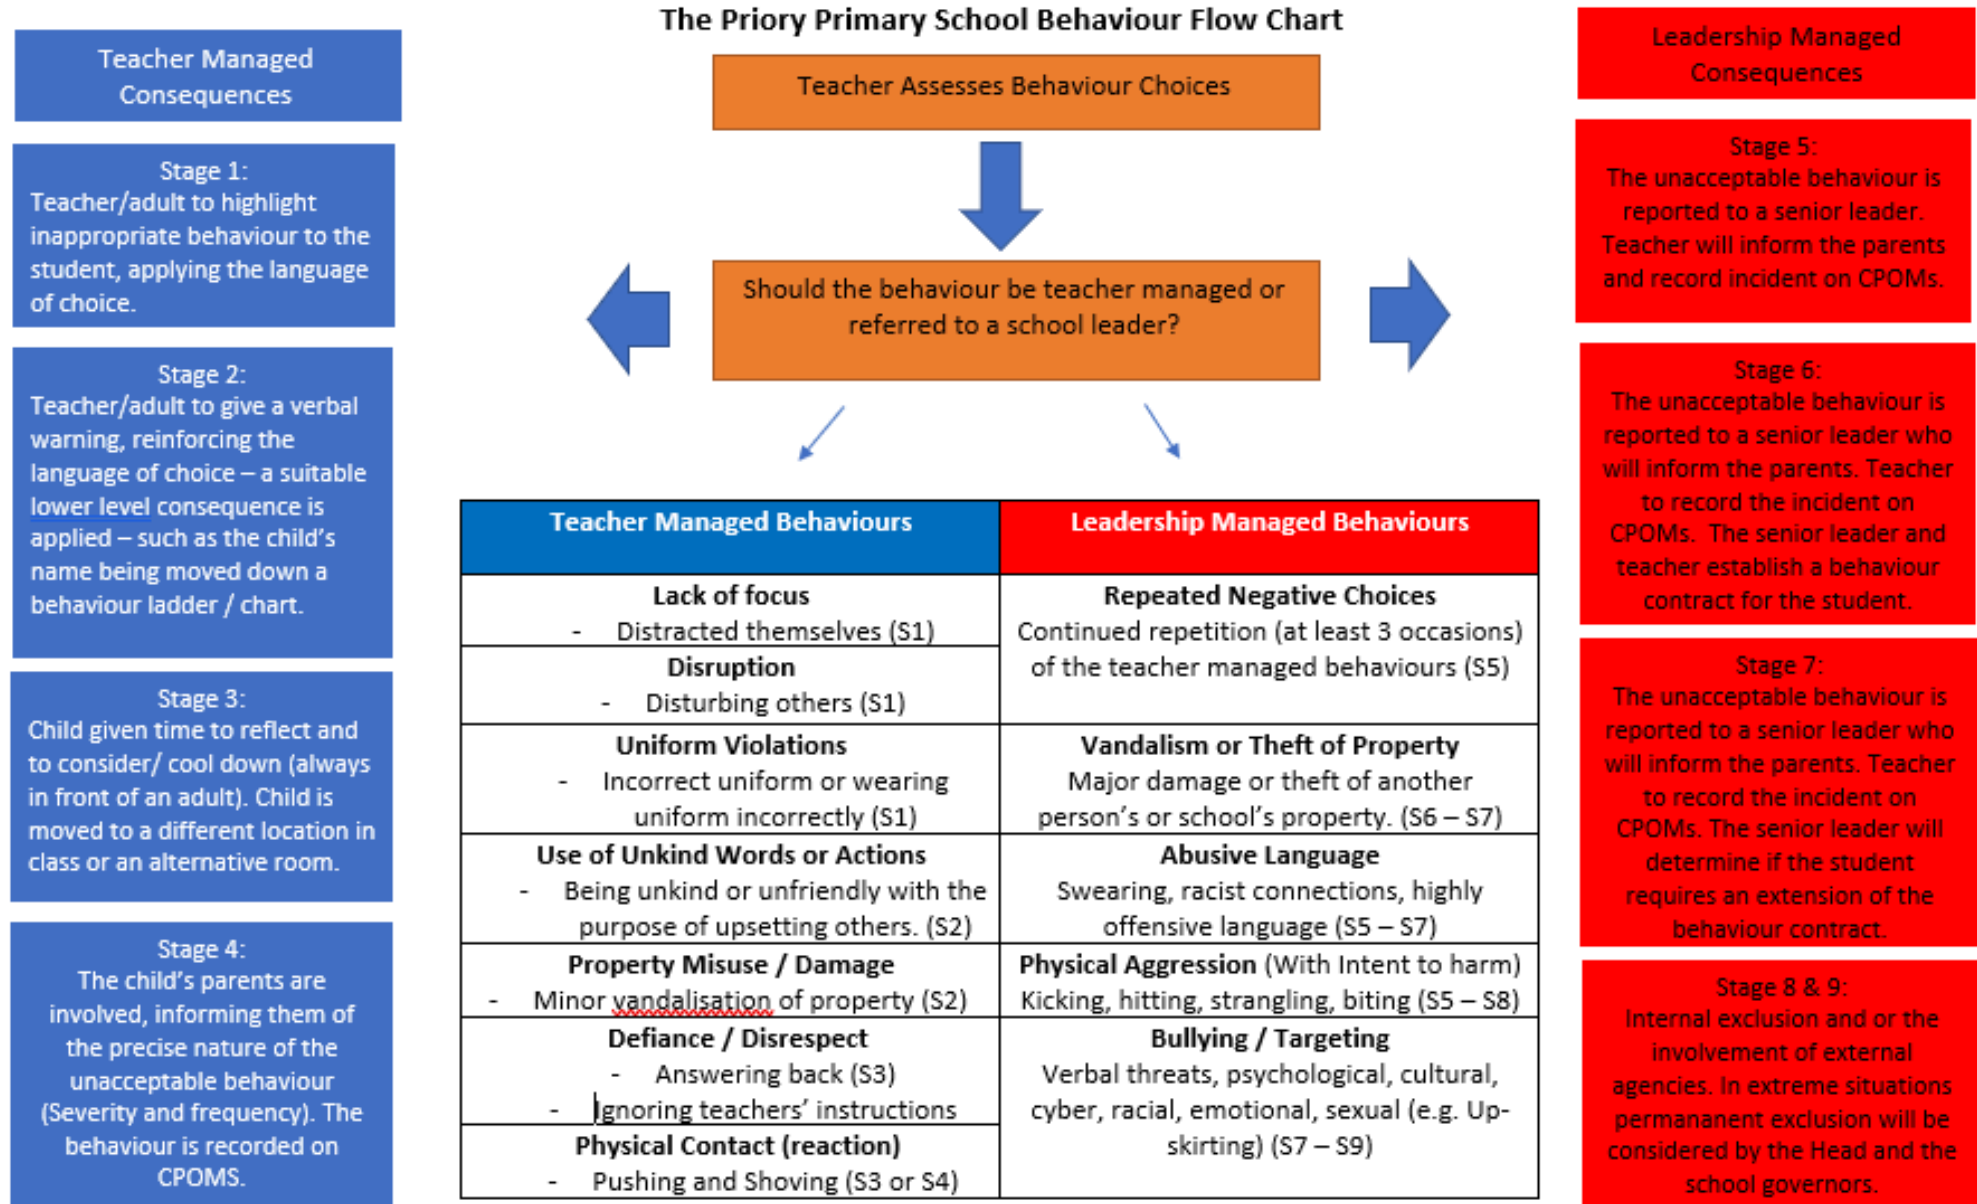 The Priory Primary School Behaviour Flow Chart
Teacher Managed
Consequences
Stage 1:
Teacher/adult to highlight
inappropriate behaviour to the
student, applying the language
of choice.
Stage 2:
Teacher/adult to give a verbal
warning, reinforcing the
language of choice – a suitable
lower level consequence is
applied – such as the child's
name being moved down a
behaviour ladder / chart.
Stage 3:
Child given time to reflect and
to consider/ cool down (always
in front of an adult). Child is
moved to a different location in
class or an alternative room.
Stage 4:
The child's parents are
involved, informing them of
the precise nature of the
unacceptable behaviour
(Severity and frequency). The
behaviour is recorded on
CPOMS.
Teacher Assesses Behaviour Choices
Should the behaviour be teacher managed or
referred to a school leader?
Teacher Managed Behaviours
Lack of focus
- Distracted themselves (S1)
Disruption
- Disturbing others (S1)
Uniform Violations
- Incorrect uniform or wearing
uniform incorrectly (S1)
Use of Unkind Words or Actions
- Being unkind or unfriendly with the
purpose of upsetting others. (S2)
Property Misuse / Damage
- Minor vandalisation of property (S2)
Defiance / Disrespect
- Answering back (S3)
- Ignoring teachers' instructions
Physical Contact (reaction)
- Pushing and Shoving (S3 or S4)
Leadership Managed Behaviours
Repeated Negative Choices
Continued repetition (at least 3 occasions)
of the teacher managed behaviours (S5)
Vandalism or Theft of Property
Major damage or theft of another
person's or school's property. (S6 – S7)
Abusive Language
Swearing, racist connections, highly
offensive language (S5 – S7)
Physical Aggression (With Intent to harm)
Kicking, hitting, strangling, biting (S5 – S8)
Bullying / Targeting
Verbal threats, psychological, cultural,
cyber, racial, emotional, sexual (e.g. Up-
skirting) (S7 – S9)
Leadership Managed
Consequences
Stage 5:
The unacceptable behaviour is
reported to a senior leader.
Teacher will inform the parents
and record incident on CPOMs.
Stage 6:
The unacceptable behaviour is
reported to a senior leader who
will inform the parents. Teacher
to record the incident on
CPOMs. The senior leader and
teacher establish a behaviour
contract for the student.
Stage 7:
The unacceptable behaviour is
reported to a senior leader who
will inform the parents. Teacher
to record the incident on
CPOMs. The senior leader will
determine if the student
requires an extension of the
behaviour contract.
Stage 8 & 9:
Internal exclusion and or the
involvement of external
agencies. In extreme situations
permananent exclusion will be
considered by the Head and the
school governors.